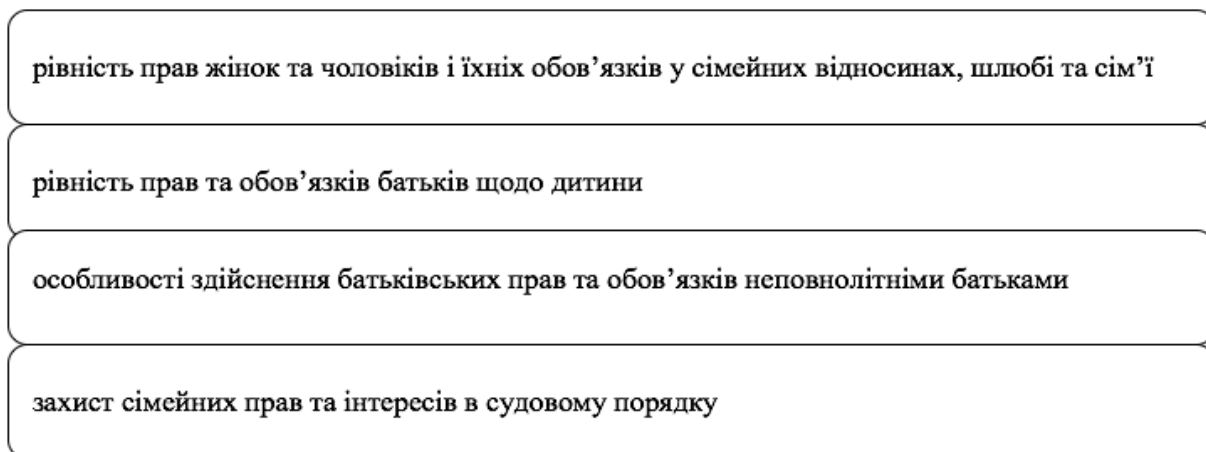 рівність прав жінок та чоловіків і їхніх обов’язків у сімейних відносинах, шлюбі та сім’ї
рівність прав та обов’язків батьків щодо дитини
особливості здійснення батьківських прав та обов’язків неповнолітніми батьками
захист сімейних прав та інтересів в судовому порядку